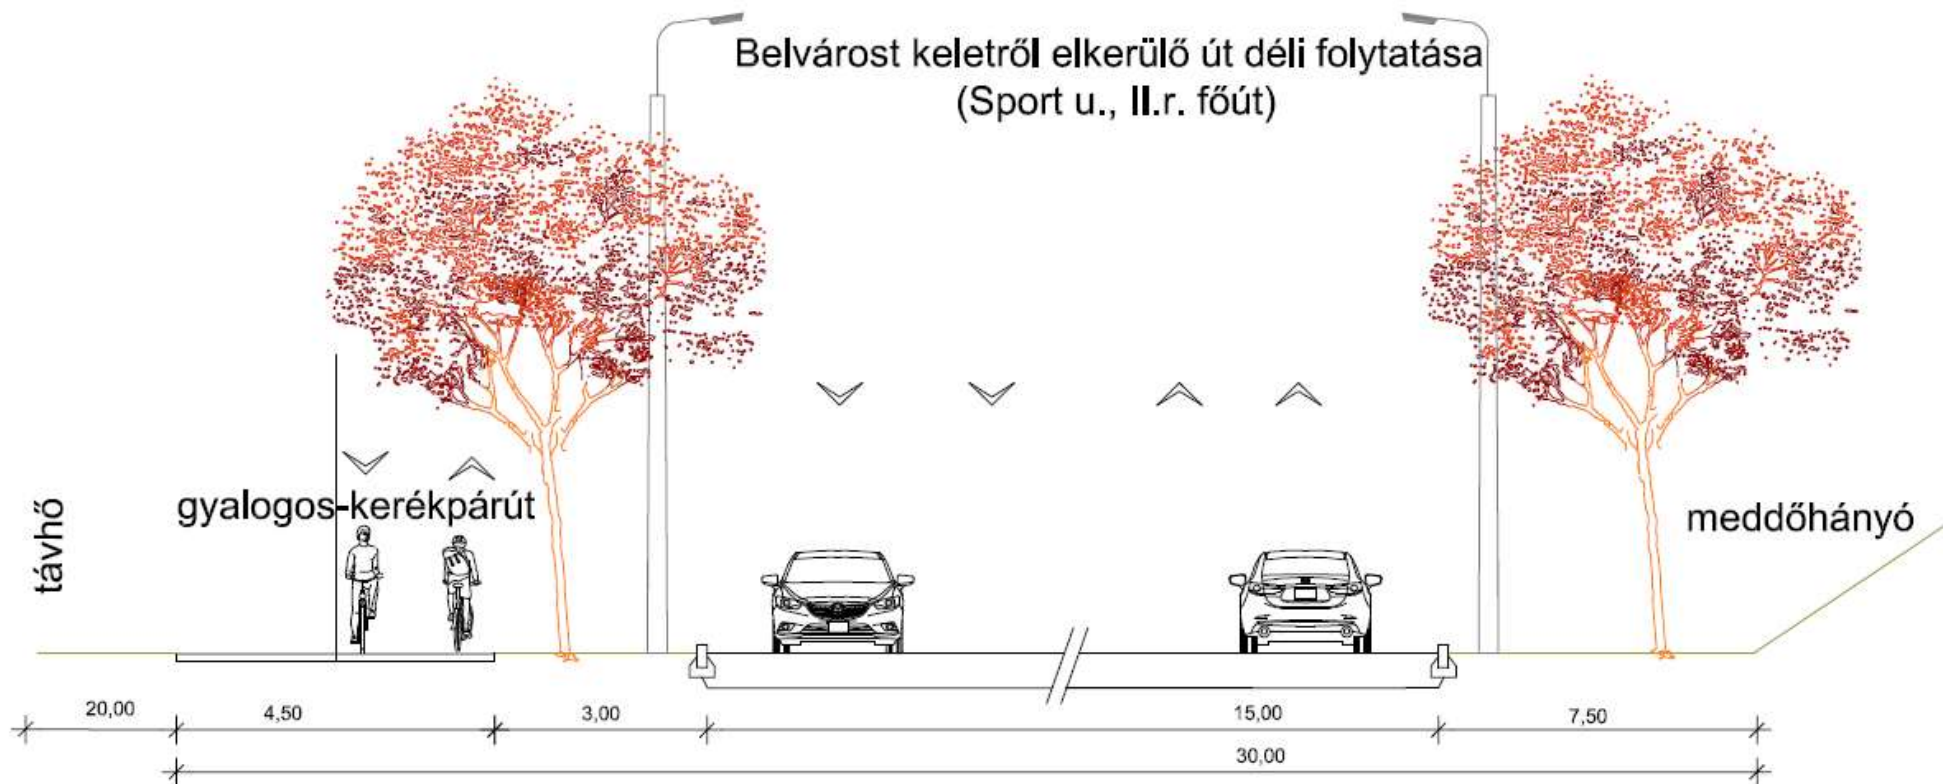 Belvárost keletről elkerülő út déli folytatása
(Sport u., II.r. főút)
gyalogos-kerékpárút
távhő
meddőhányó
20,00
4,50
3,00
15,00
7,50
30,00